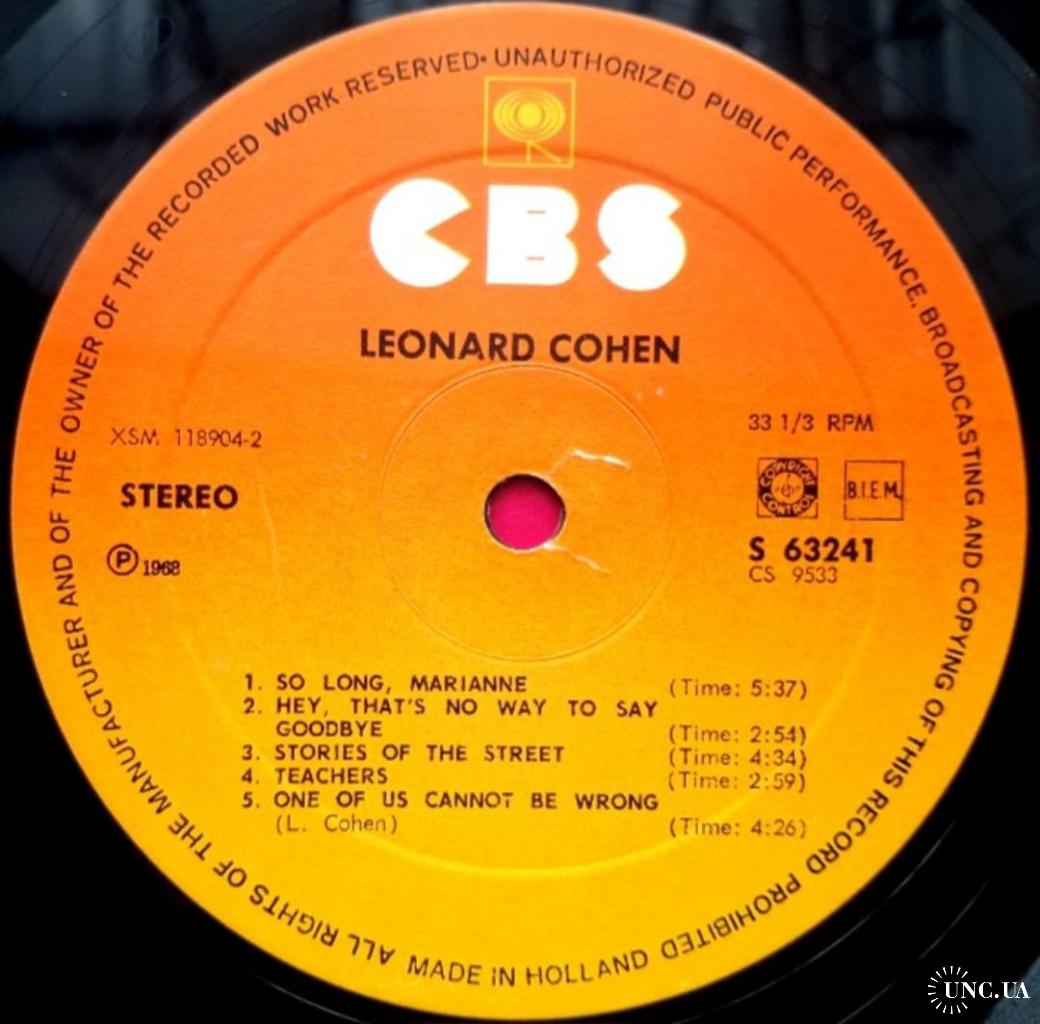 ALL RIGHTS OF THE MANUFACTURER AND OF THE OWNER OF THE RECORDED WORK RESERVED• UNAUTHORIZED PUBLIC PERFORMANCE, BROADCASTING AND COPYING OF THIS RECORD PROHIBITED
CBS
LEONARD COHEN
XSM 118904-2
33 1/3 RPM
STEREO
COPYRIGHT CONTROL
B.I.E.M.
Ⓟ 1968
S 63241
CS 9533
1. SO LONG, MARIANNE (Time: 5:37)
2. HEY, THAT'S NO WAY TO SAY
GOODBYE (Time: 2:54)
3. STORIES OF THE STREET (Time: 4:34)
4. TEACHERS (Time: 2:59)
5. ONE OF US CANNOT BE WRONG
(L. Cohen) (Time: 4:26)
MADE IN HOLLAND
UNC.UA